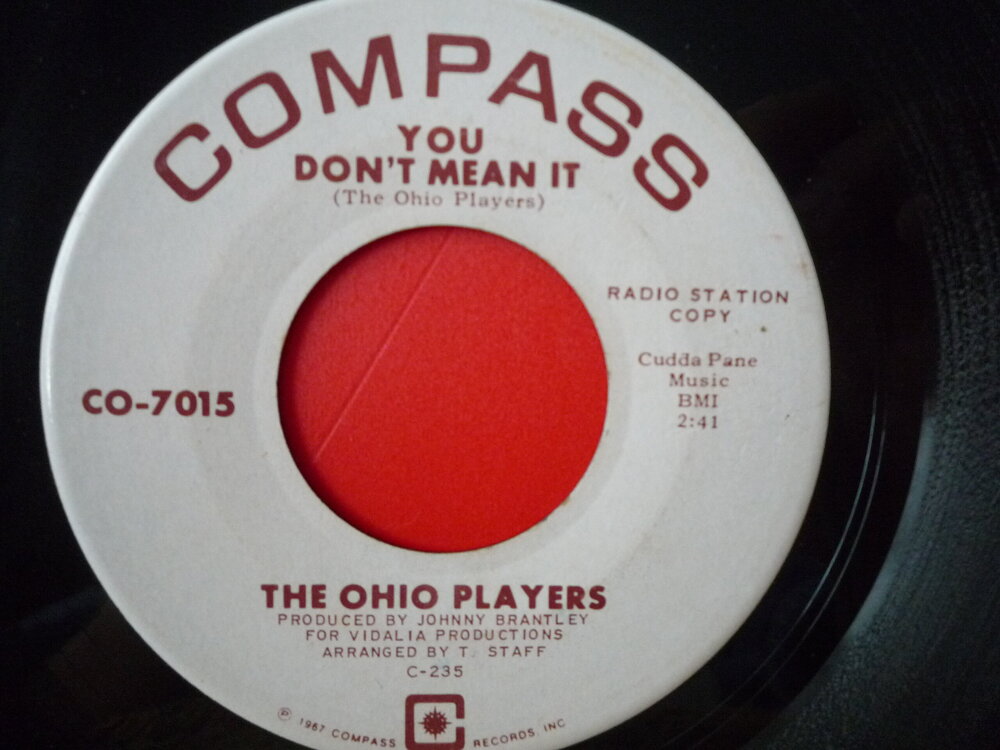 COMPASS
YOU
DON'T MEAN IT
(The Ohio Players)
RADIO STATION
COPY
Cudda Pane
Music
BMI
2:41
CO-7015
THE OHIO PLAYERS
PRODUCED BY JOHNNY BRANTLEY
FOR VIDALIA PRODUCTIONS
ARRANGED BY T. STAFF
C-235
℗ 1967 COMPASS RECORDS, INC